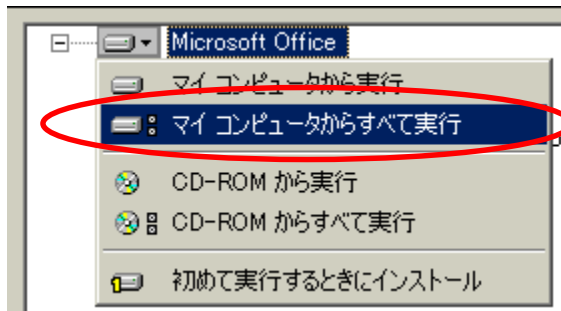 Microsoft Office
マイ コンピュータから実行
マイ コンピュータからすべて実行
CD-ROM から実行
CD-ROM からすべて実行
初めて実行するときにインストール